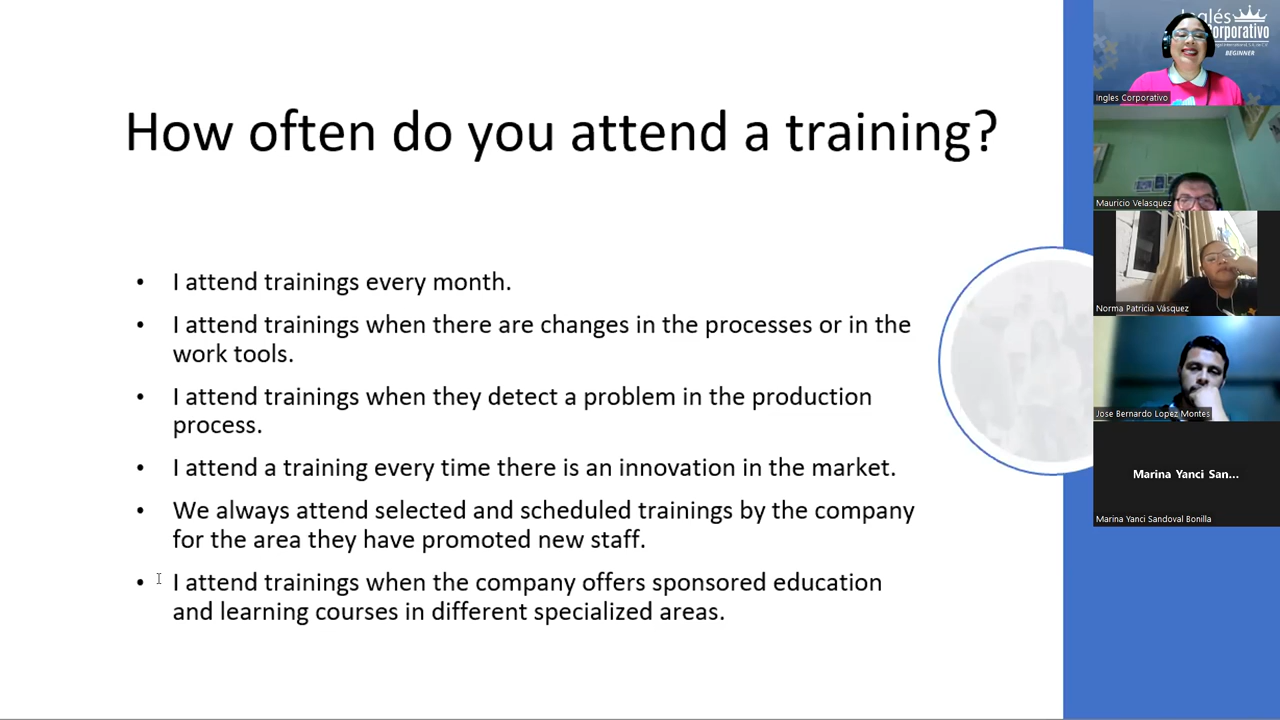 How often do you attend a training?
• I attend trainings every month.
• I attend trainings when there are changes in the processes or in the
work tools.
• I attend trainings when they detect a problem in the production
process.
• I attend a training every time there is an innovation in the market.
• We always attend selected and scheduled trainings by the company
for the area they have promoted new staff.
• I attend trainings when the company offers sponsored education
and learning courses in different specialized areas.
Inglés
Corporativo
BEGINNER
Ingles Corporativo
Mauricio Velasquez
Norma Patricia Vásquez
Jose Bernardo Lopez Montes
Marina Yanci San...
Marina Yanci Sandoval Bonilla